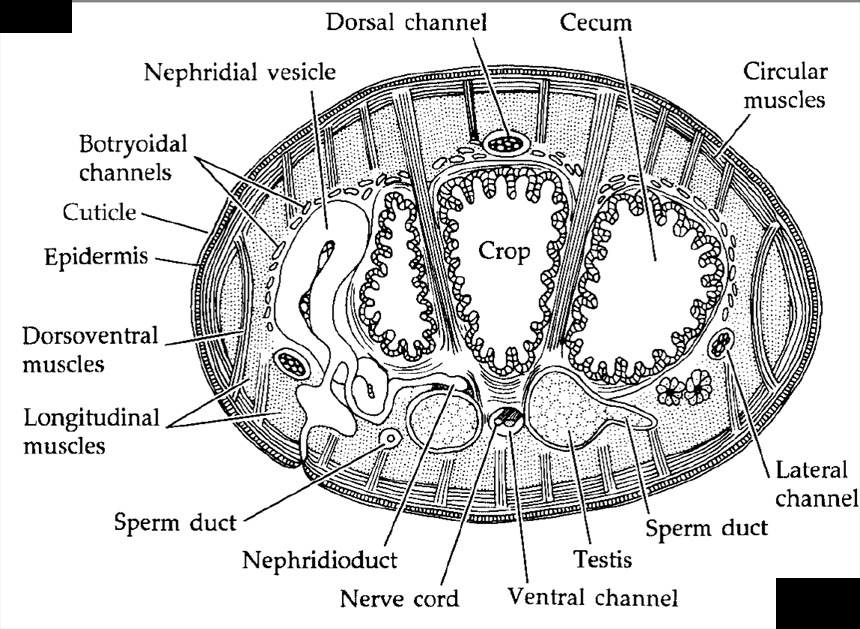 Dorsal channel
Cecum
Nephridial vesicle
Circular
muscles
Botryoidal
channels
Cuticle
Epidermis
Crop
Dorsoventral
muscles
Longitudinal
muscles
Lateral
channel
Sperm duct
Sperm duct
Nephridioduct
Testis
Nerve cord
Ventral channel